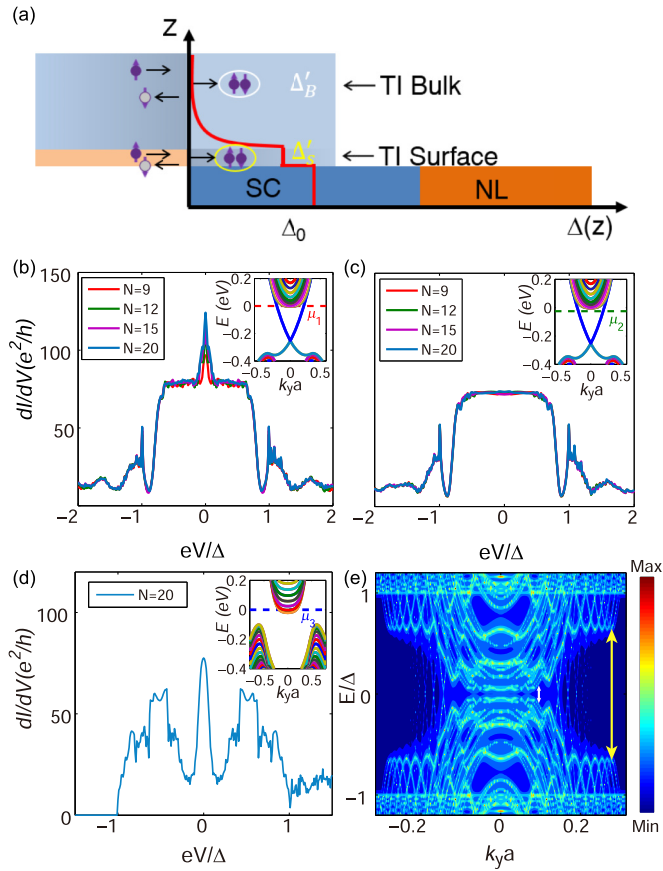 (a)
Z
Δ′B
TI Bulk
Δ′s
TI Surface
SC
NL
Δ0
Δ(z)
(b)
(c)
150
100
50
dI/dV(e²/h)
N=9
N=12
N=15
N=20
0.2
0
−0.2
−0.4
E (eV)
μ1
−0.5 0 0.5
kya
−2 −1 0 1 2
eV/Δ
N=9
N=12
N=15
N=20
0.2
0
−0.2
−0.4
E (eV)
μ2
−0.5 0 0.5
kya
−2 −1 0 1 2
eV/Δ
(d)
(e)
100
50
0
dI/dV(e²/h)
N=20
0.2
0
−0.2
−0.4
E (eV)
μ3
−0.5 0 0.5
kya
−1 0 1
eV/Δ
1
0
−1
E/Δ
−0.2 0 0.2
kya
Max
Min